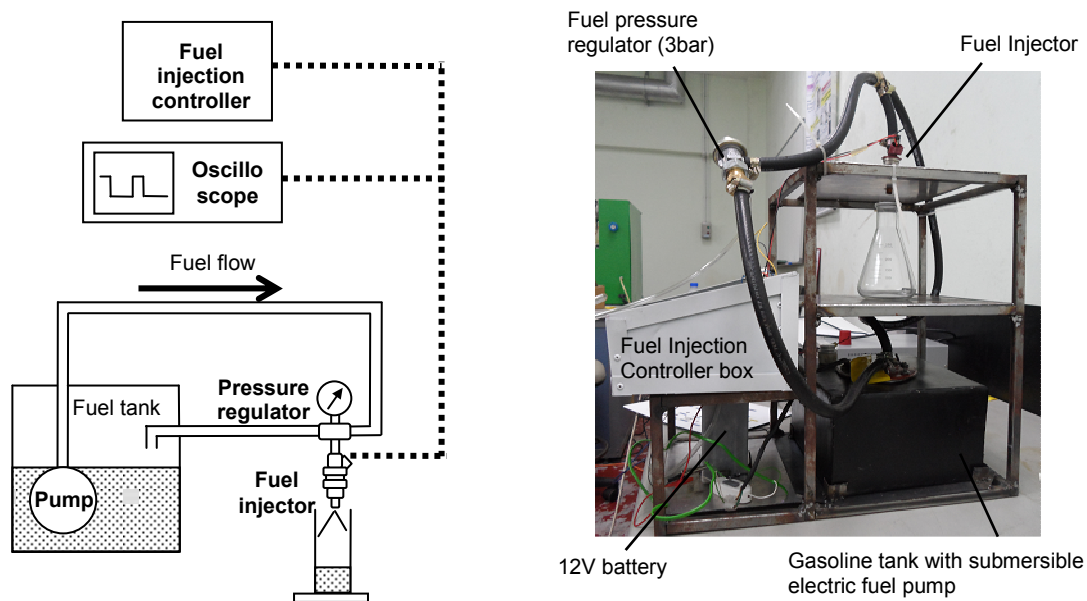 Fuel
injection
controller
Oscillo
scope
Fuel flow
Fuel tank
Pressure
regulator
Pump
Fuel
injector
Fuel pressure
regulator (3bar)
Fuel Injector
Fuel Injection
Controller box
12V battery
Gasoline tank with submersible
electric fuel pump